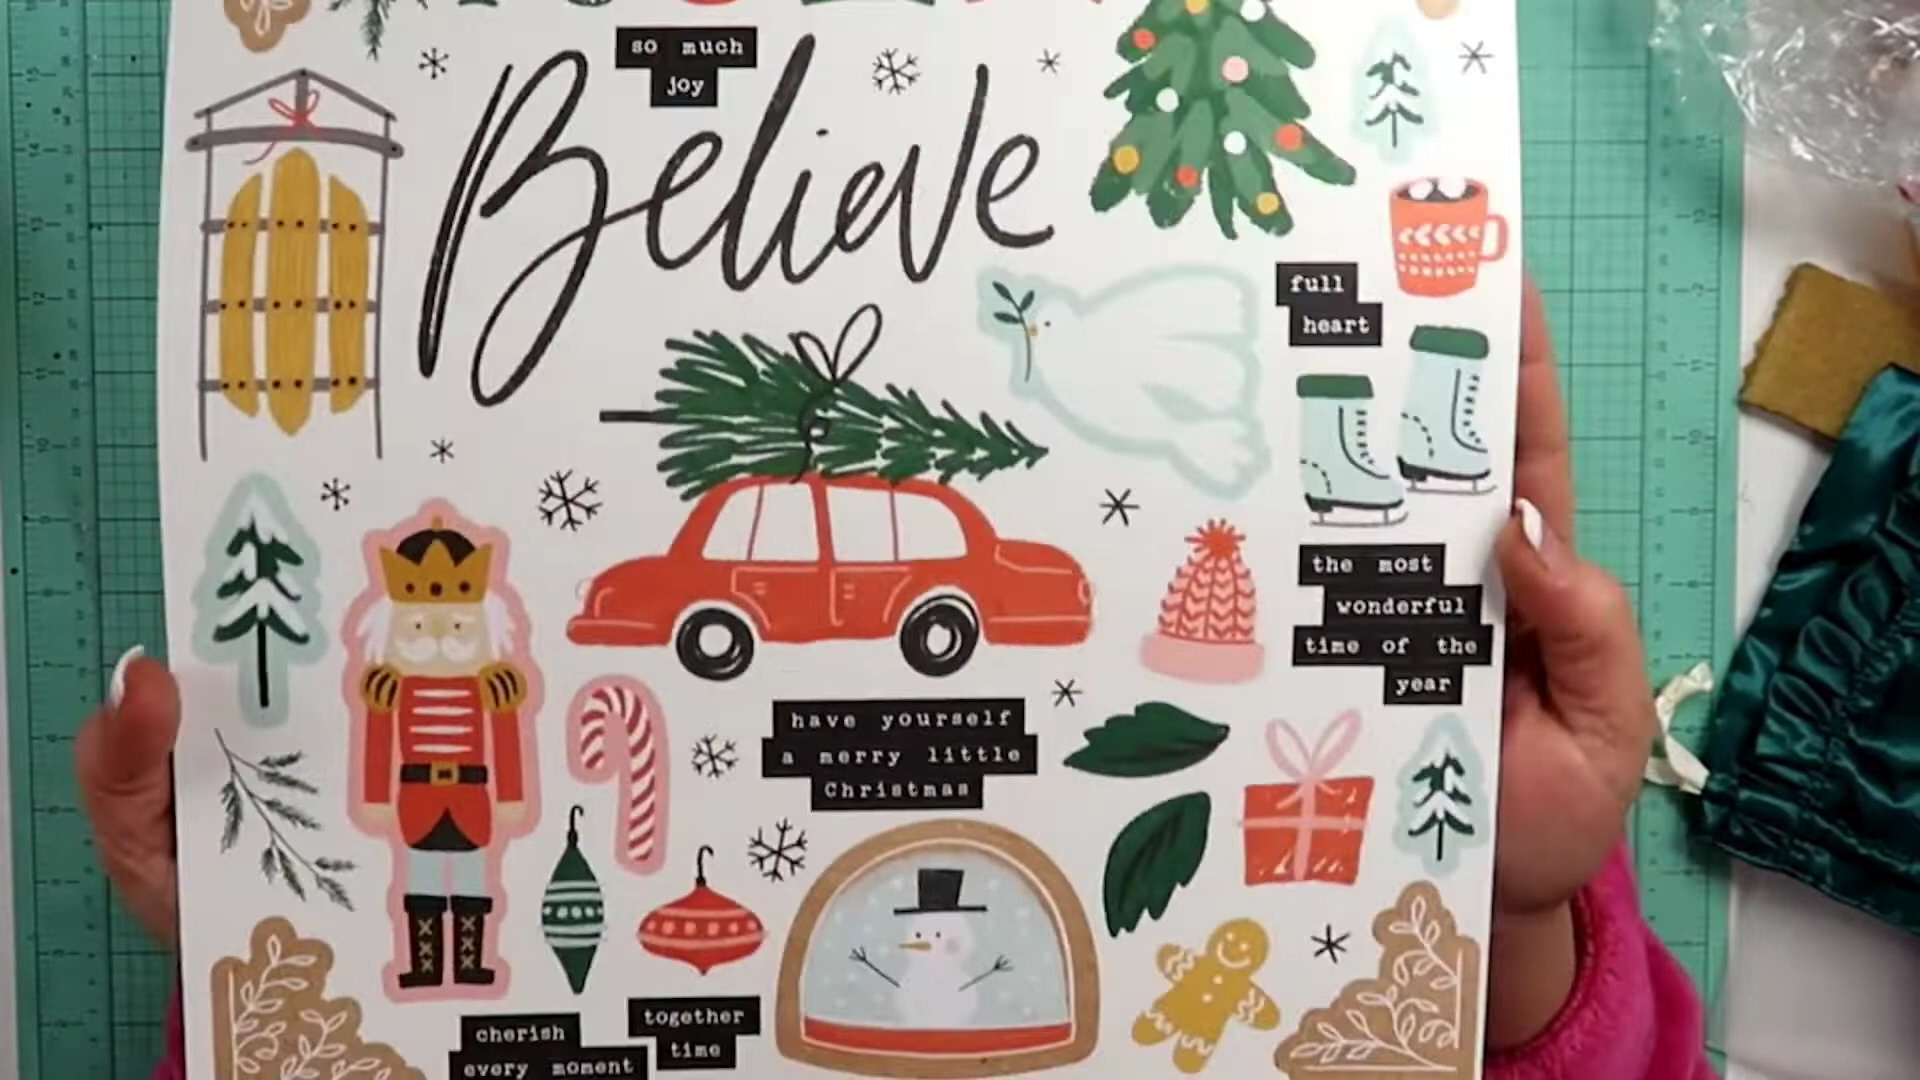 so much
joy
Believe
full
heart
the most
wonderful
time of the
year
have yourself
a merry little
Christmas
together
time
cherish
every moment